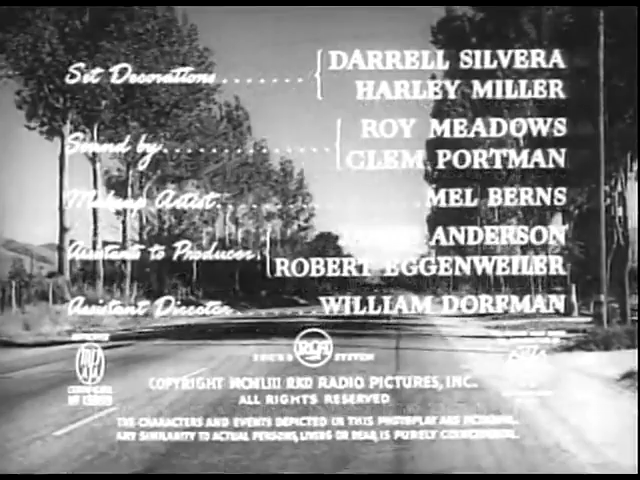 Set Decorations...... DARRELL SILVERA
HARLEY MILLER
Sound by............ ROY MEADOWS
CLEM PORTMAN
Makeup Artist.............. MEL BERNS
Assistants to Producer. ANDERSON
ROBERT EGGENWEILER
Assistant Director....... WILLIAM DORFMAN
RCA
SOUND SYSTEM
COPYRIGHT MCMLIII RKO RADIO PICTURES, INC.
ALL RIGHTS RESERVED
THE CHARACTERS AND EVENTS DEPICTED IN THIS PHOTOPLAY ARE FICTIONAL.
ANY SIMILARITY TO ACTUAL PERSONS, LIVING OR DEAD, IS PURELY COINCIDENTAL.